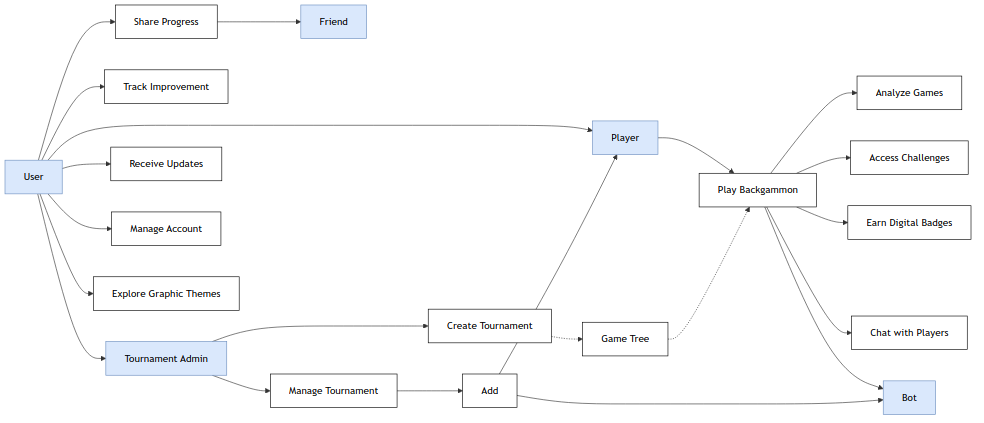 Share Progress
Friend
Track Improvement
Analyze Games
Player
Access Challenges
Receive Updates
User
Play Backgammon
Earn Digital Badges
Manage Account
Explore Graphic Themes
Create Tournament
Game Tree
Chat with Players
Tournament Admin
Manage Tournament
Add
Bot